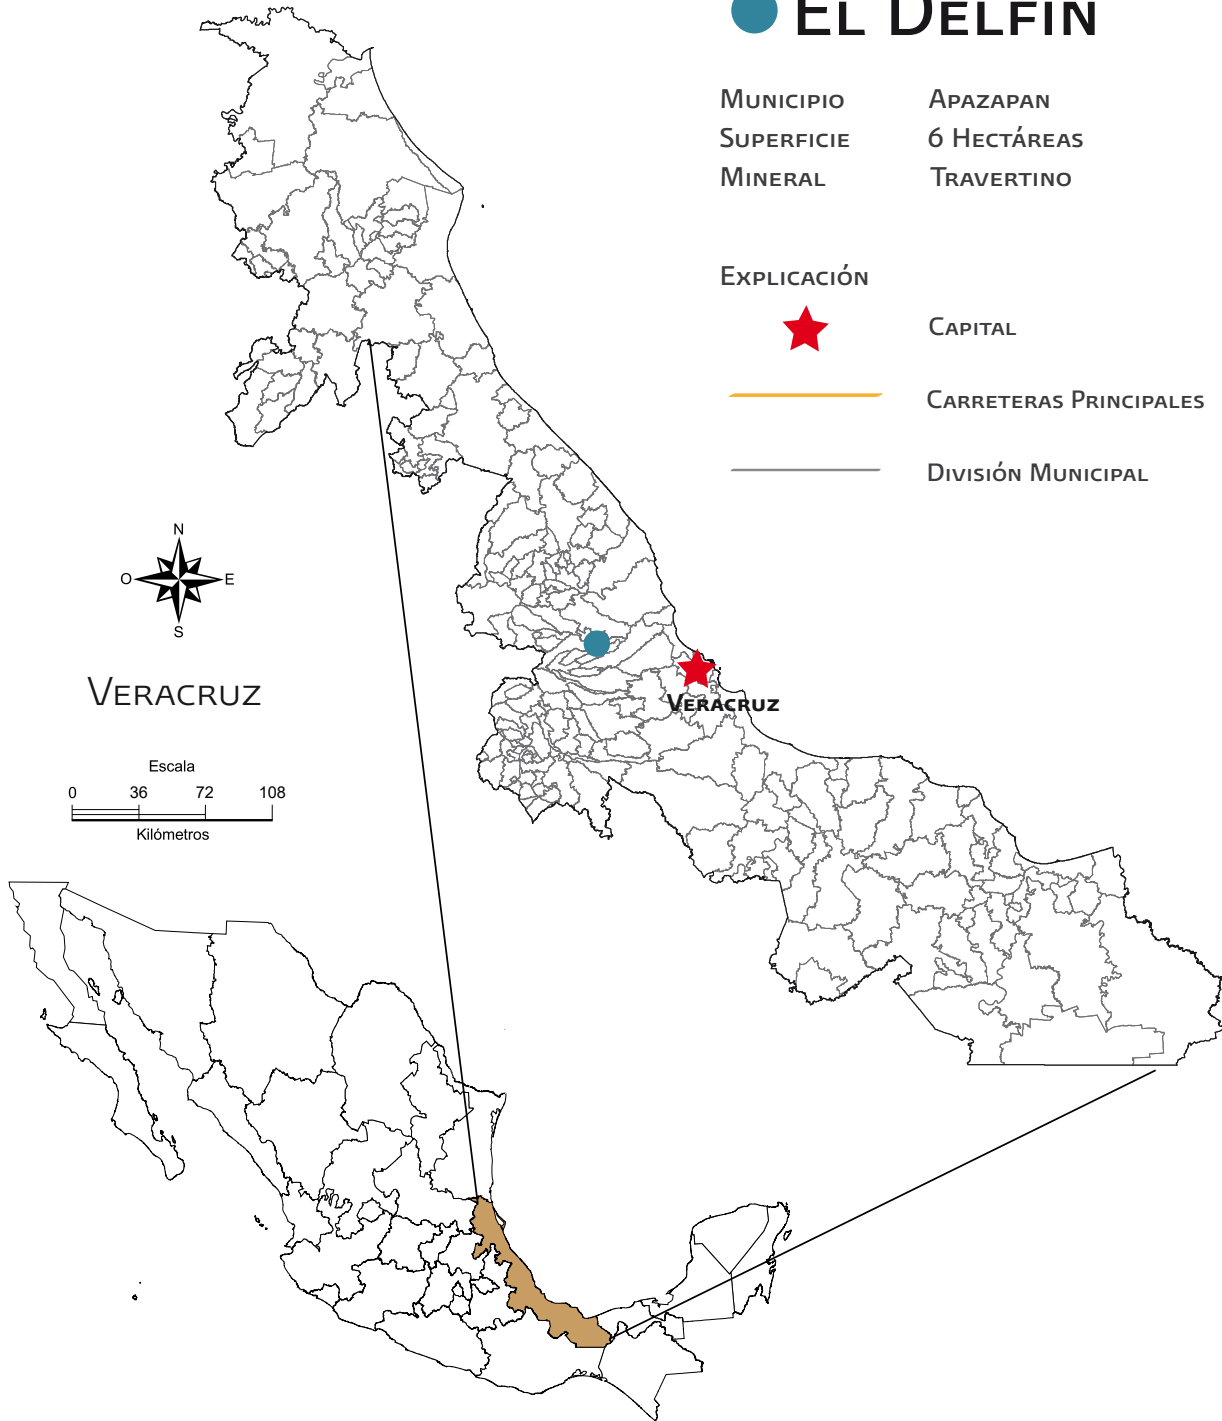 El Delfín
Municipio Apazapan
Superficie 6 Hectáreas
Mineral Travertino
Explicación
Capital
Carreteras Principales
División Municipal
N
O E
S
Veracruz
Veracruz
Escala
0 36 72 108
Kilómetros